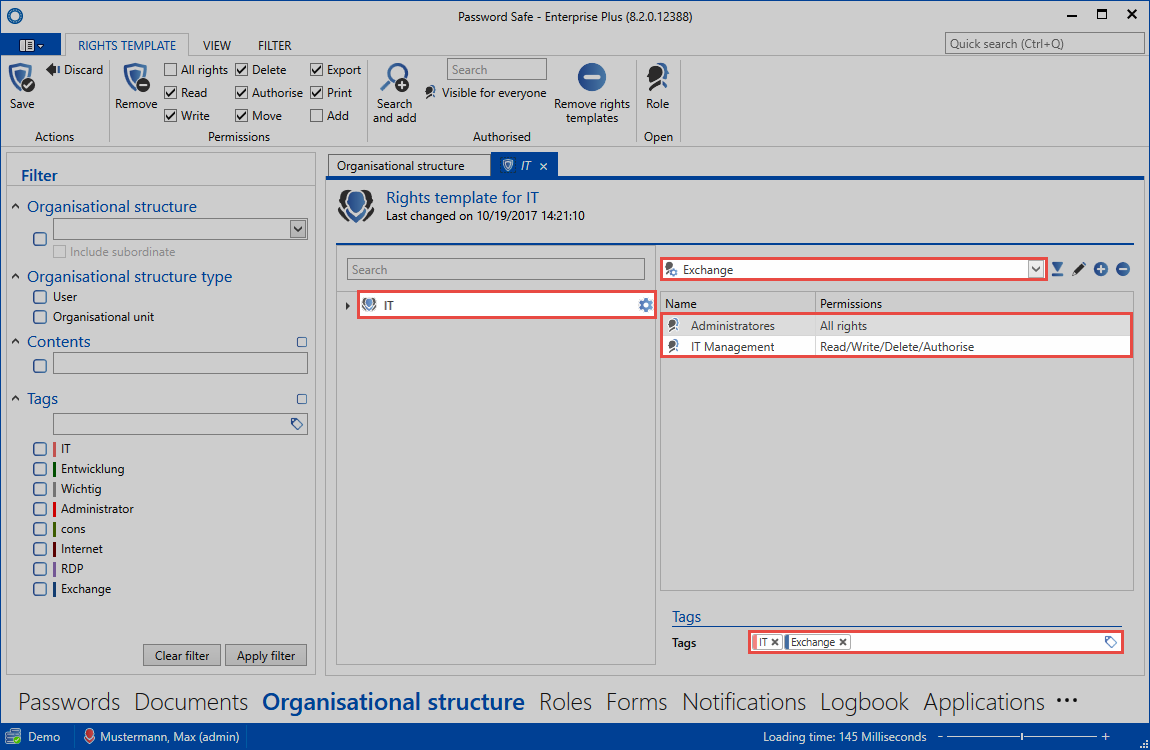 Password Safe - Enterprise Plus (8.2.0.12388)
RIGHTS TEMPLATE VIEW FILTER
Quick search (Ctrl+Q)
Save
Discard
Actions
Remove
All rights Delete Export
Read Authorise Print
Write Move Add
Permissions
Search and add
Search
Visible for everyone
Remove rights templates
Authorised
Role
Open
Filter
Organisational structure
Include subordinate
Organisational structure type
User
Organisational unit
Contents
Tags
IT
Entwicklung
Wichtig
Administrator
cons
Internet
RDP
Exchange
Clear filter Apply filter
Organisational structure IT
Rights template for IT
Last changed on 10/19/2017 14:21:10
Search
IT
Exchange
Name Permissions
Administratores All rights
IT Management Read/Write/Delete/Authorise
Tags
Tags IT Exchange
Passwords Documents Organisational structure Roles Forms Notifications Logbook Applications •••
Demo Mustermann, Max (admin) Loading time: 145 Milliseconds - +